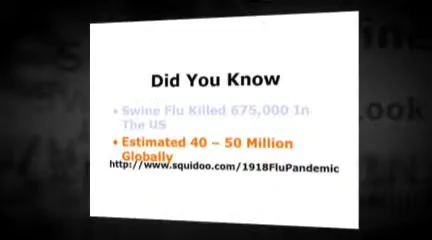 Did You Know
• Swine Flu Killed 675,000 In
The US
• Estimated 40 – 50 Million
Globally
http://www.squidoo.com/1918FluPandemic